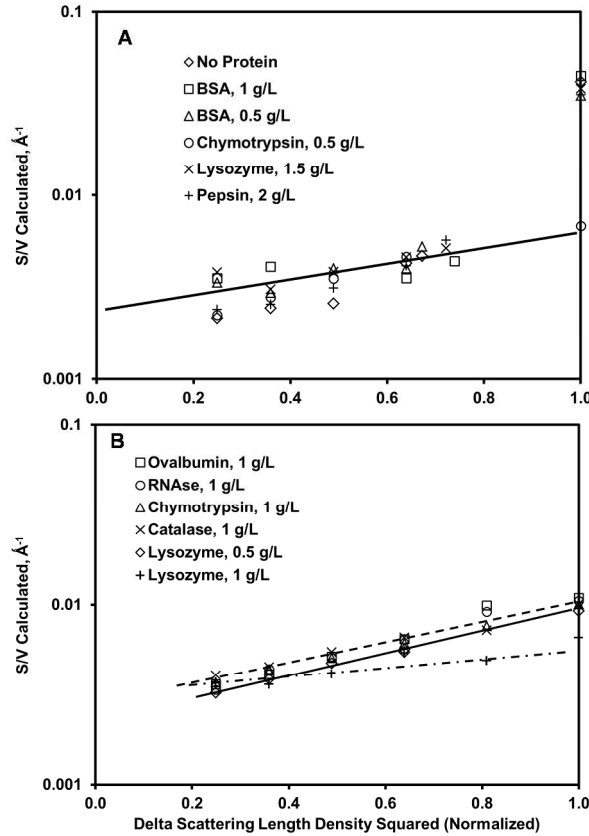 0.1
A
No Protein
BSA, 1 g/L
BSA, 0.5 g/L
Chymotrypsin, 0.5 g/L
Lysozyme, 1.5 g/L
Pepsin, 2 g/L
S/V Calculated, Å-1
0.01
0.001
0.0 0.2 0.4 0.6 0.8 1.0
0.1
B
Ovalbumin, 1 g/L
RNAse, 1 g/L
Chymotrypsin, 1 g/L
Catalase, 1 g/L
Lysozyme, 0.5 g/L
Lysozyme, 1 g/L
S/V Calculated, Å-1
0.01
0.001
0.0 0.2 0.4 0.6 0.8 1.0
Delta Scattering Length Density Squared (Normalized)